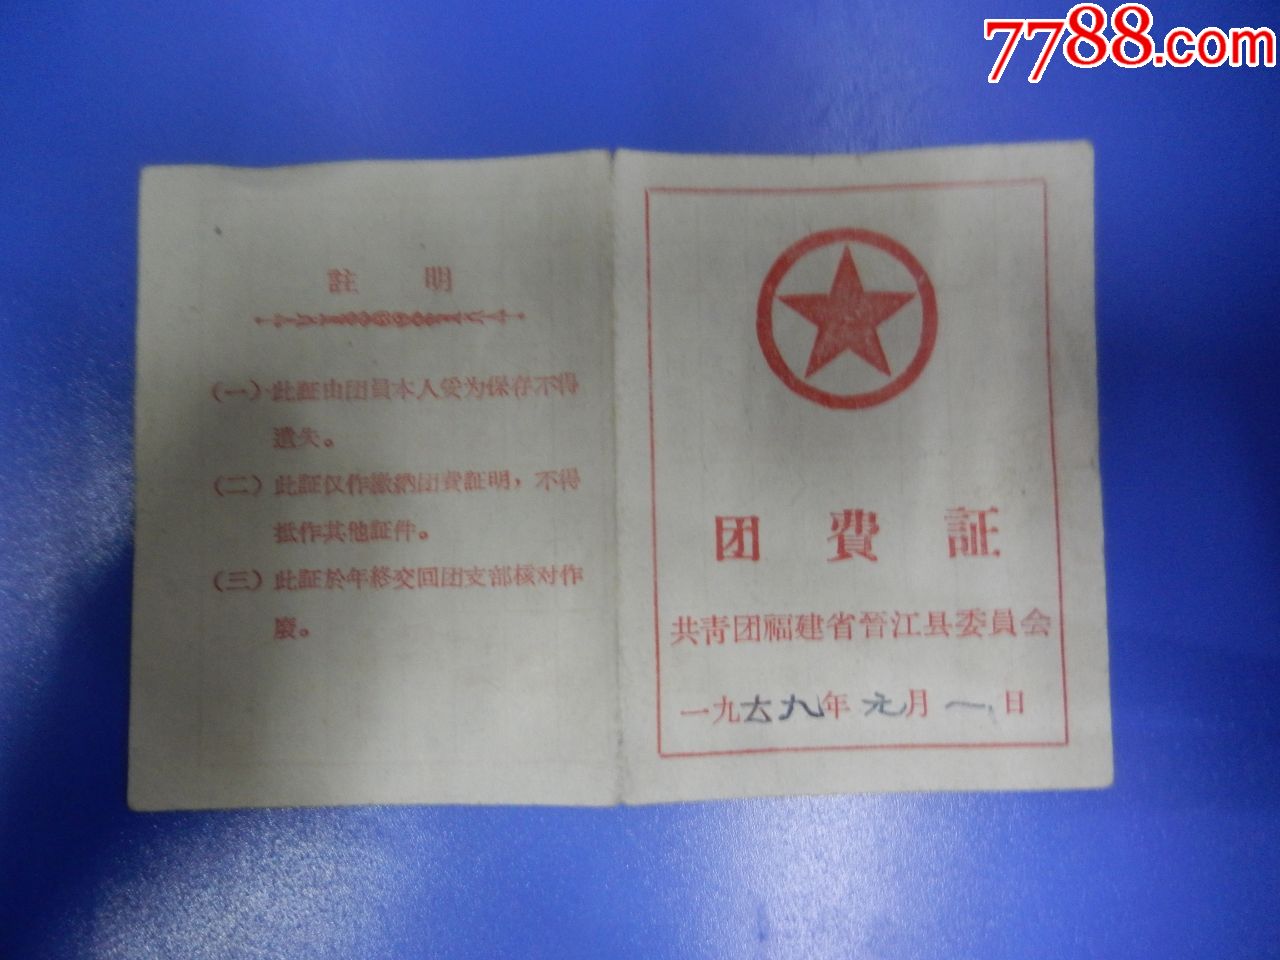 7788.com
註 明
(一)此証由团員本人妥为保存不得
遺失。
(二)此証仅作繳納团費証明，不得
抵作其他証件。
(三)此証於年終交回团支部核对作
廢。
团 費 証
共青团福建省晉江县委員会
一九六九年元月一日